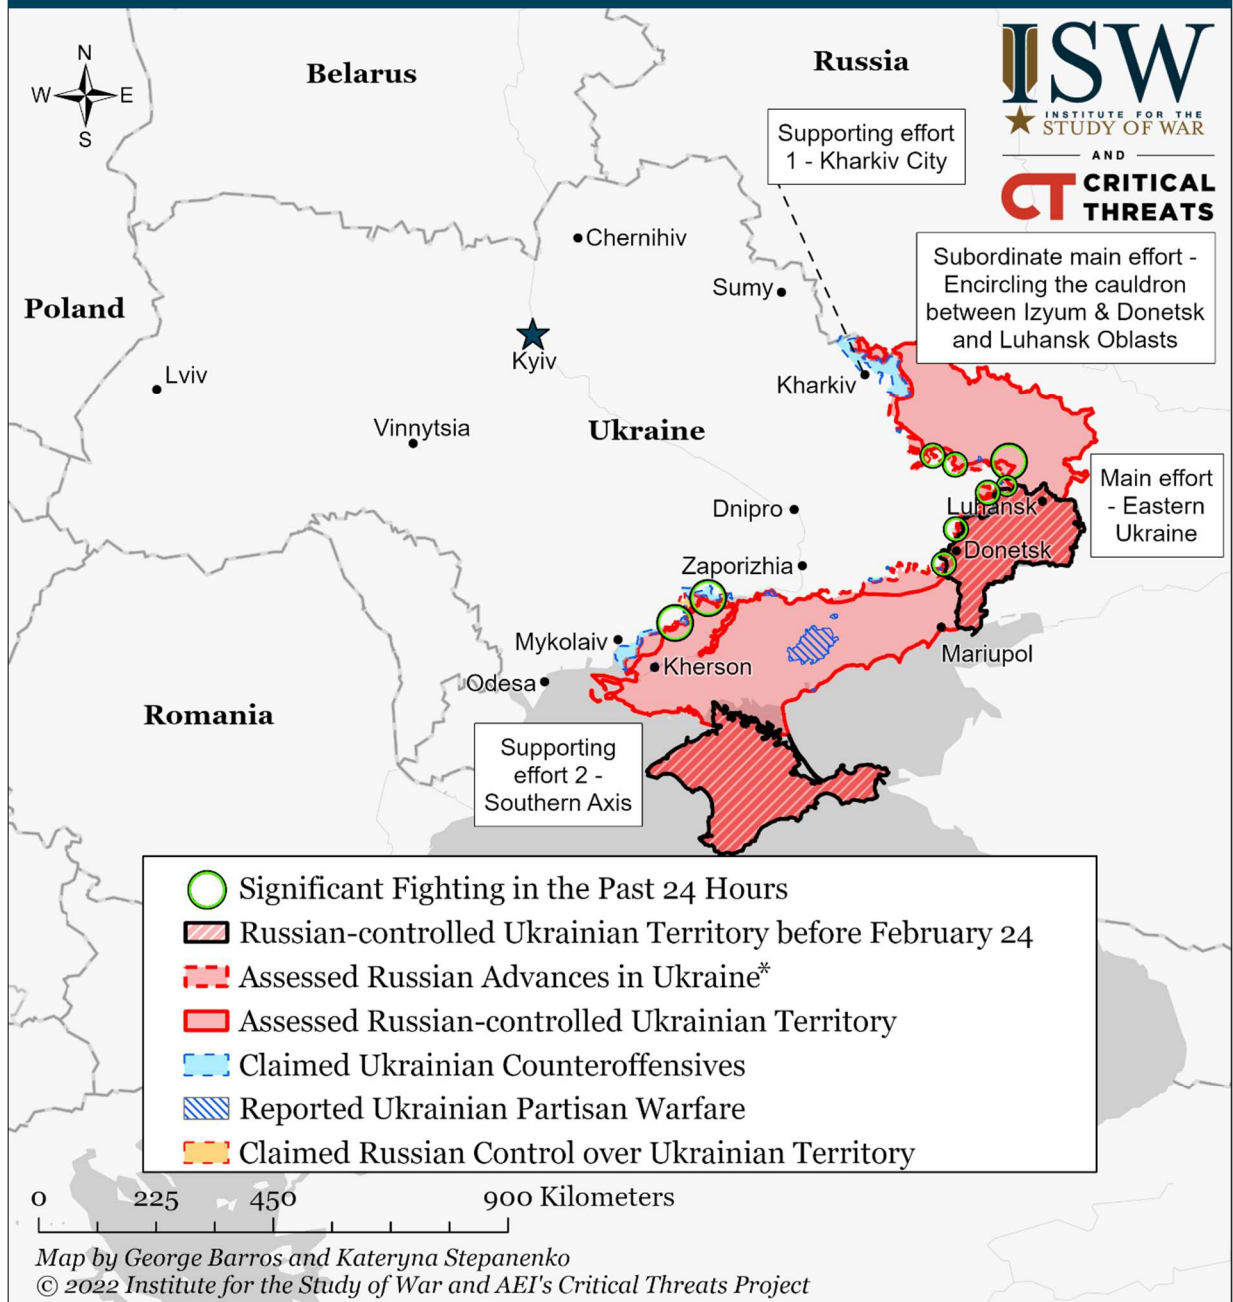 N
W E
S
Belarus
Russia
ISW
INSTITUTE FOR THE
STUDY OF WAR
AND
CT CRITICAL
THREATS
Supporting effort
1 - Kharkiv City
Chernihiv
Subordinate main effort -
Encircling the cauldron
between Izyum & Donetsk
and Luhansk Oblasts
Sumy
Poland
Kyiv
Lviv
Kharkiv
Vinnytsia
Ukraine
Main effort
- Eastern
Ukraine
Luhansk
Dnipro
Donetsk
Zaporizhia
Mykolaiv
Mariupol
Kherson
Odesa
Romania
Supporting
effort 2 -
Southern Axis
Significant Fighting in the Past 24 Hours
Russian-controlled Ukrainian Territory before February 24
Assessed Russian Advances in Ukraine*
Assessed Russian-controlled Ukrainian Territory
Claimed Ukrainian Counteroffensives
Reported Ukrainian Partisan Warfare
Claimed Russian Control over Ukrainian Territory
0 225 450 900 Kilometers
Map by George Barros and Kateryna Stepanenko
© 2022 Institute for the Study of War and AEI's Critical Threats Project